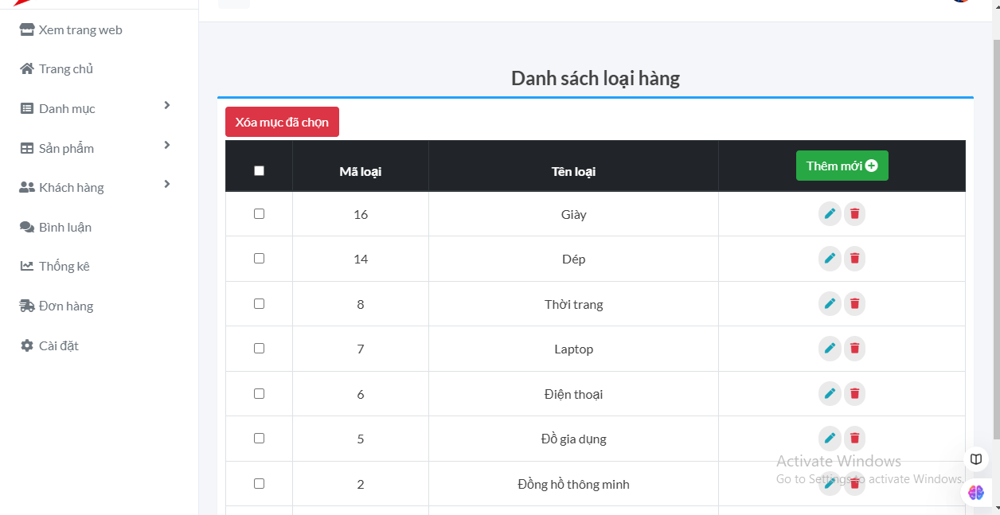 Xem trang web
Trang chủ
Danh mục
Sản phẩm
Khách hàng
Bình luận
Thống kê
Đơn hàng
Cài đặt
Danh sách loại hàng
Xóa mục đã chọn
Mã loại Tên loại Thêm mới
16 Giày
14 Dép
8 Thời trang
7 Laptop
6 Điện thoại
5 Đồ gia dụng
2 Đồng hồ thông minh
Activate Windows
Go to Settings to activate Windows.